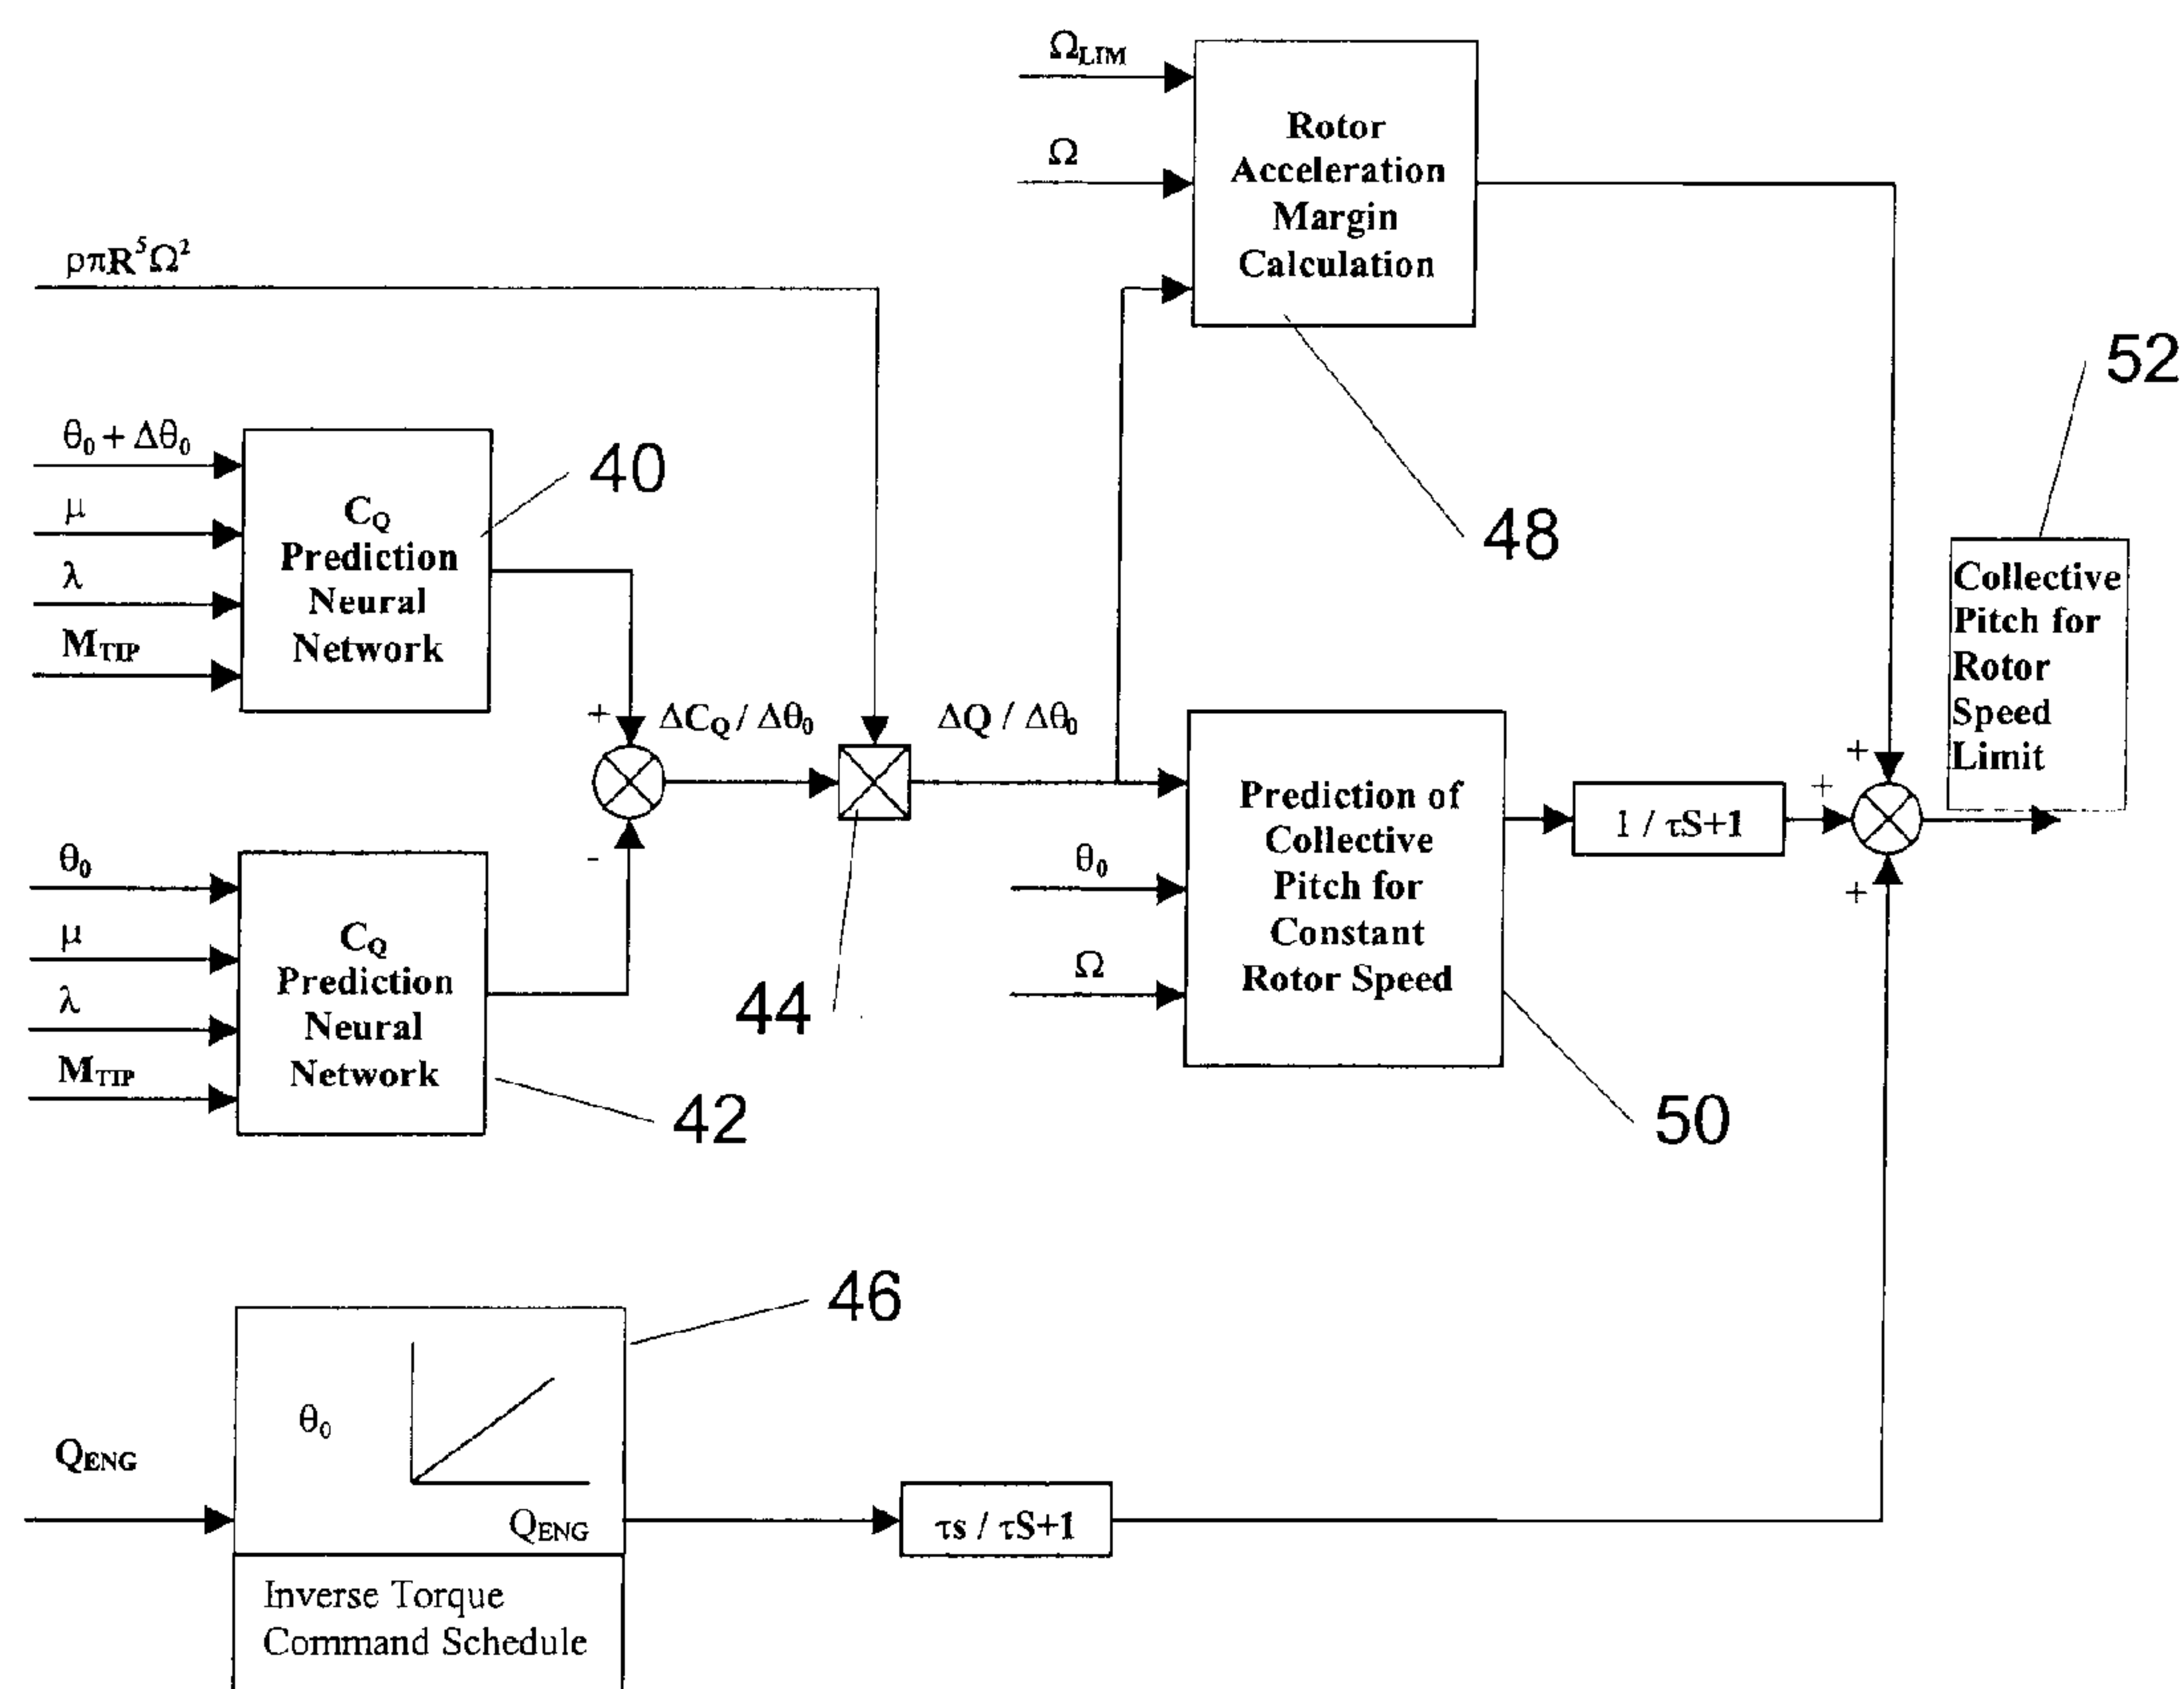 Ω_LIM
Ω
Rotor
Acceleration
Margin
Calculation
48
52
Collective
Pitch for
Rotor
Speed
Limit
ρπR⁵Ω²
θ₀ + Δθ₀
μ
λ
M_TIP
C_Q
Prediction
Neural
Network
40
+
ΔC_Q / Δθ₀
ΔQ / Δθ₀
-
44
θ₀
μ
λ
M_TIP
C_Q
Prediction
Neural
Network
42
θ₀
Ω
Prediction of
Collective
Pitch for
Constant
Rotor Speed
50
1 / τS+1
+
+
+
46
Q_ENG
θ₀
Q_ENG
Inverse Torque
Command Schedule
τs / τS+1